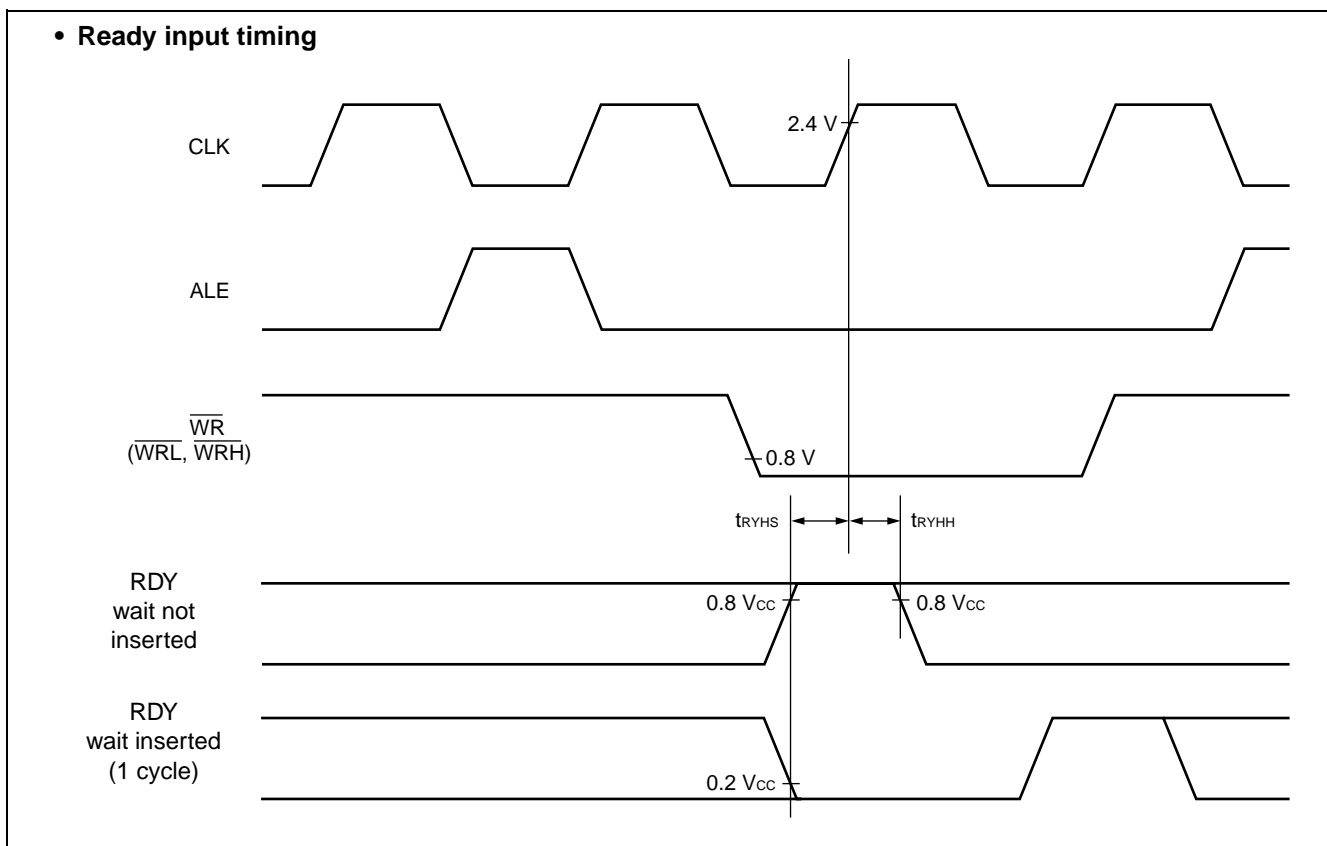 • Ready input timing
CLK
2.4 V
ALE
WR
(WRL, WRH)
0.8 V
tRYHS
tRYHH
RDY
wait not
inserted
0.8 VCC
0.8 VCC
RDY
wait inserted
(1 cycle)
0.2 VCC